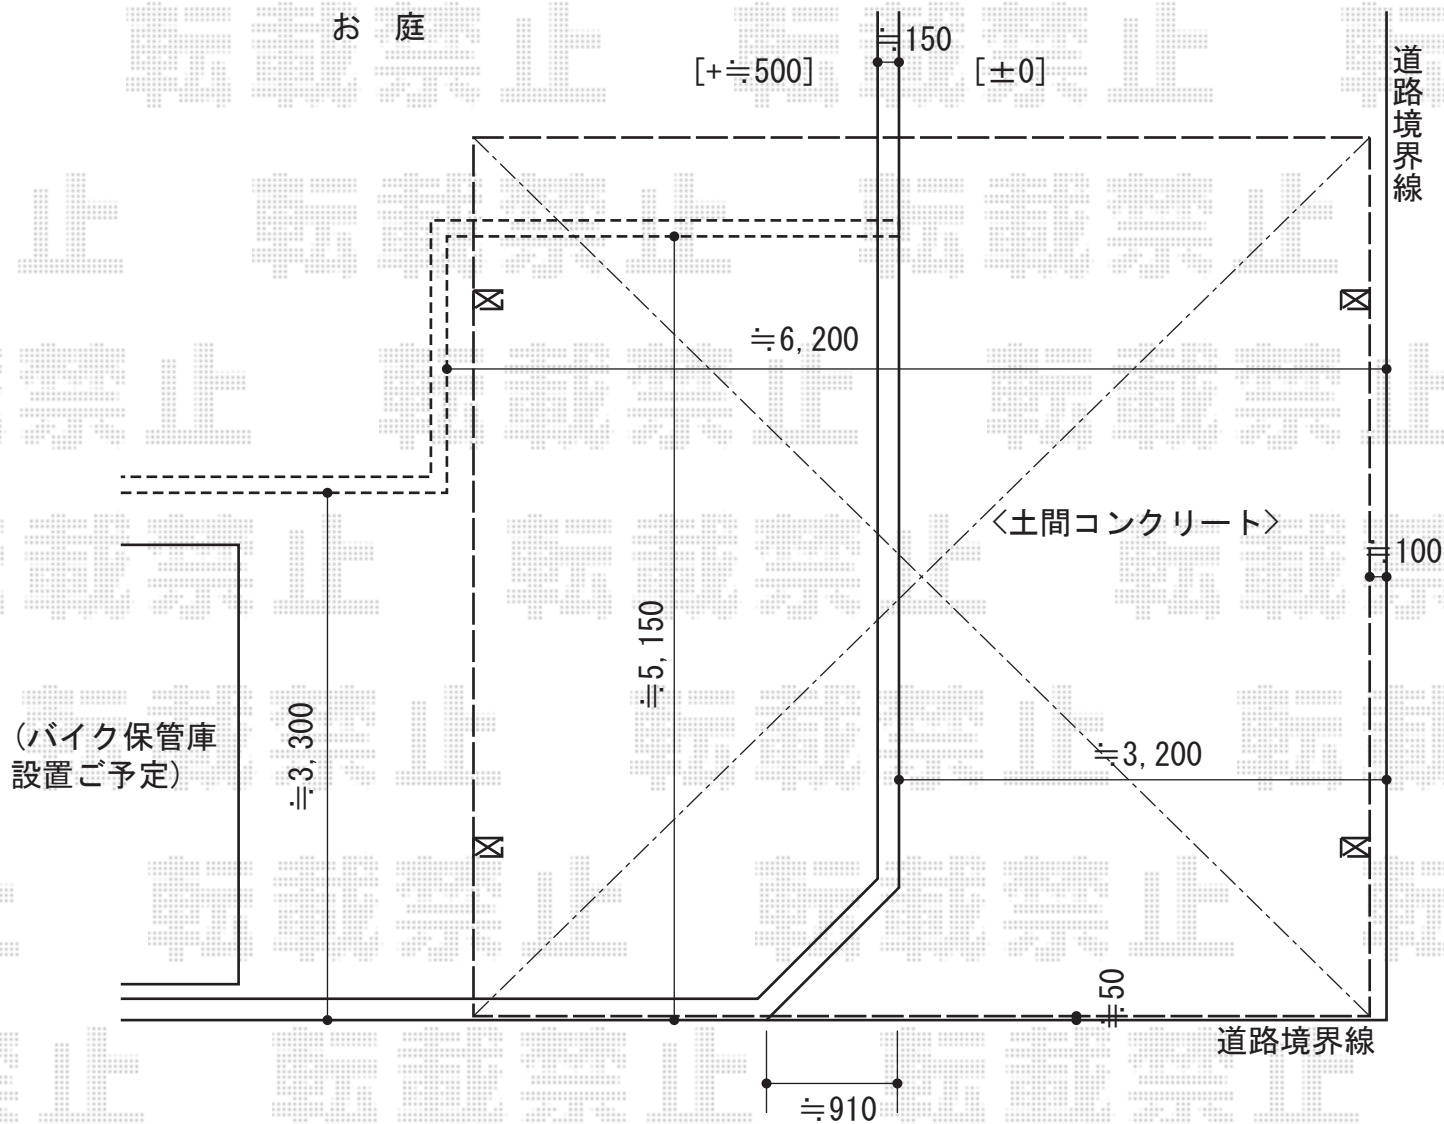 お 庭
≒150
[+≒500]
[±0]
道路境界線
≒6,200
<土間コンクリート>
≒100
≒5,150
≒3,300
(バイク保管庫
設置ご予定)
≒3,200
≒50
道路境界線
≒910
転載禁止